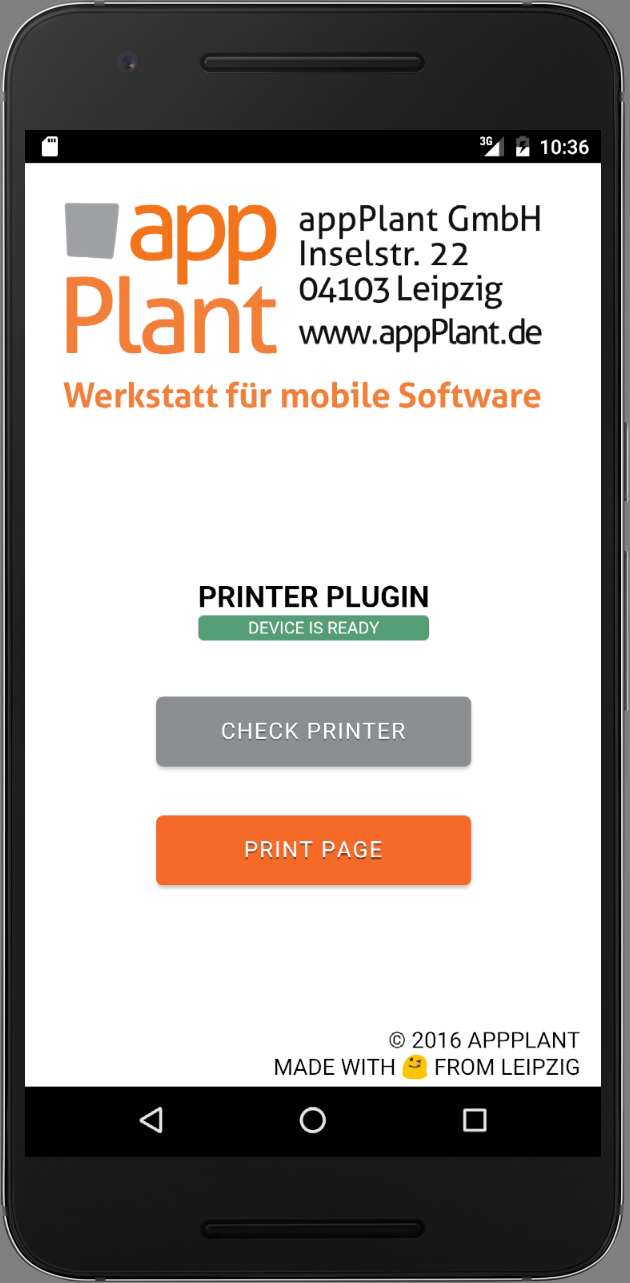 3G 10:36
app
Plant
appPlant GmbH
Inselstr. 22
04103 Leipzig
www.appPlant.de
Werkstatt für mobile Software
PRINTER PLUGIN
DEVICE IS READY
CHECK PRINTER
PRINT PAGE
© 2016 APPPLANT
MADE WITH 😋 FROM LEIPZIG